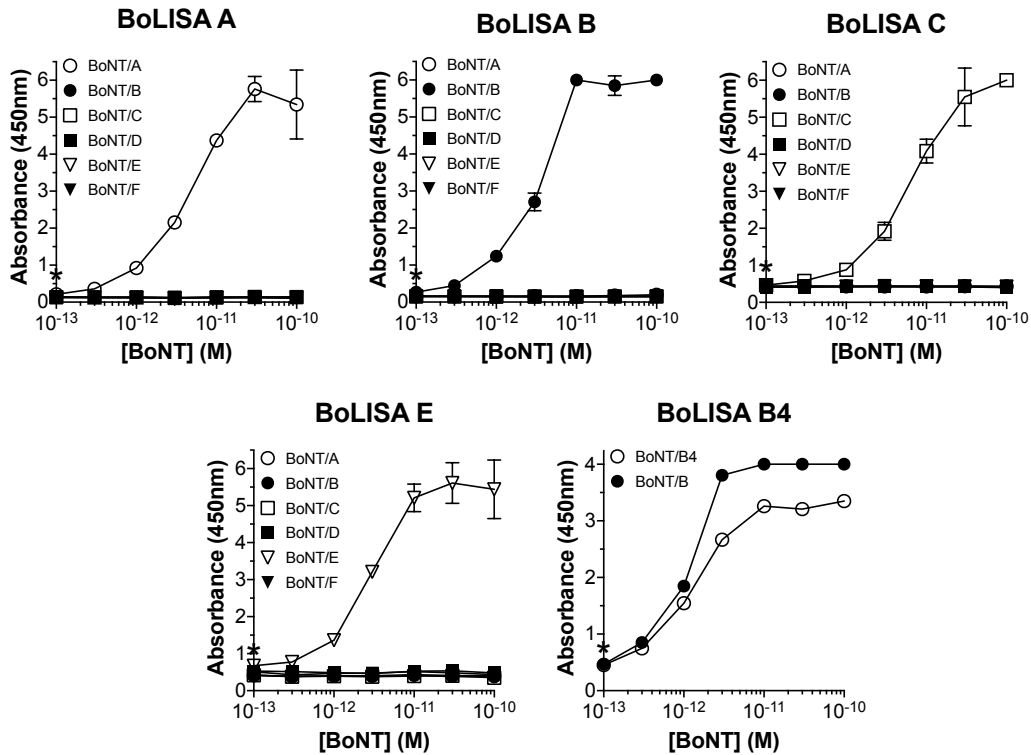 BoLISA A
Absorbance (450nm)
6
5
4
3
2
1
0
BoNT/A
BoNT/B
BoNT/C
BoNT/D
BoNT/E
BoNT/F
*
10-13 10-12 10-11 10-10
[BoNT] (M)
BoLISA B
Absorbance (450nm)
6
5
4
3
2
1
0
BoNT/A
BoNT/B
BoNT/C
BoNT/D
BoNT/E
BoNT/F
*
10-13 10-12 10-11 10-10
[BoNT] (M)
BoLISA C
Absorbance (450nm)
6
5
4
3
2
1
0
BoNT/A
BoNT/B
BoNT/C
BoNT/D
BoNT/E
BoNT/F
*
10-13 10-12 10-11 10-10
[BoNT] (M)
BoLISA E
Absorbance (450nm)
6
5
4
3
2
1
0
BoNT/A
BoNT/B
BoNT/C
BoNT/D
BoNT/E
BoNT/F
*
10-13 10-12 10-11 10-10
[BoNT] (M)
BoLISA B4
Absorbance (450nm)
4
3
2
1
0
BoNT/B4
BoNT/B
*
10-13 10-12 10-11 10-10
[BoNT] (M)